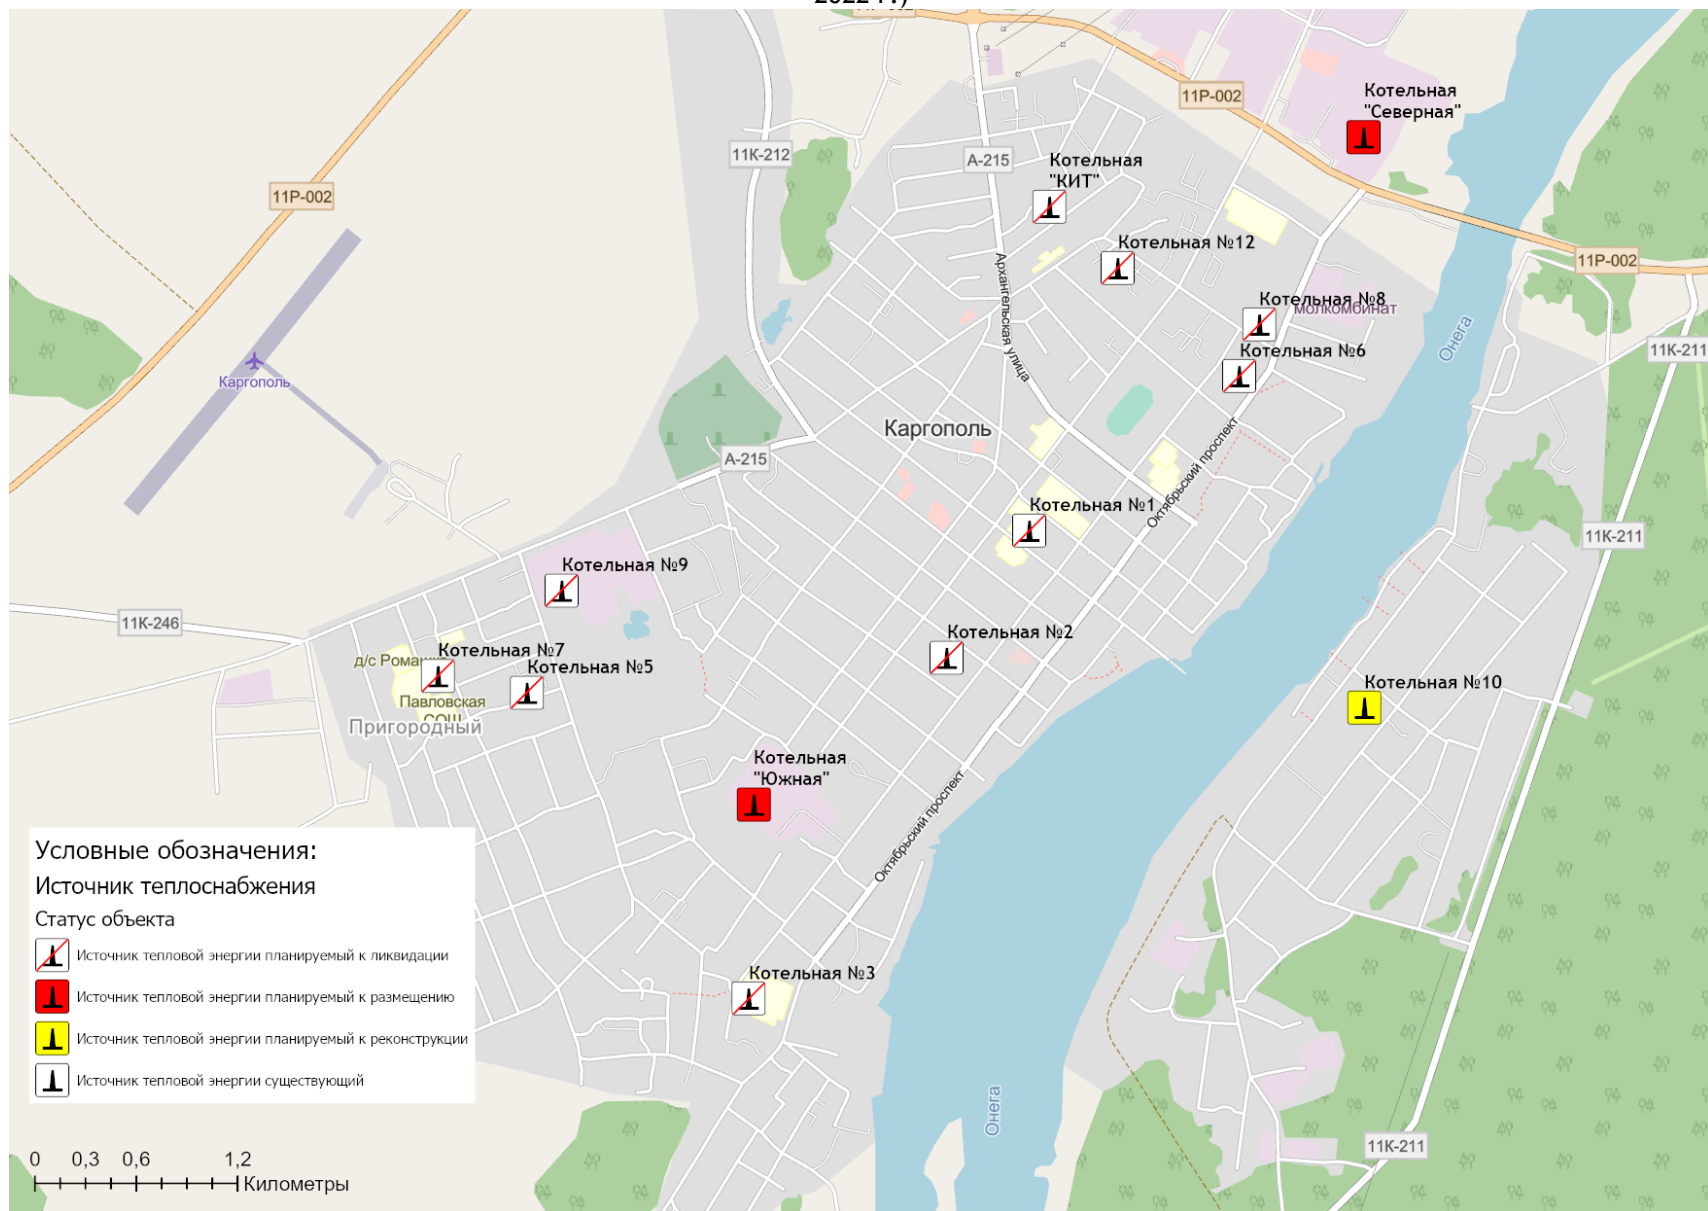 11Р-002
Котельная
"Северная"
11Р-002
11К-212
А-215
Котельная
"КИТ"
11Р-002
Котельная №12
11Р-002
Архангельская улица
Котельная №8
молкомбинат
Онега
Котельная №6
11К-211
Каргополь
Каргополь
А-215
Октябрьский проспект
Котельная №1
11К-211
Котельная №9
11К-246
Котельная №2
Котельная №7
д/с Ромашка
Котельная №5
Котельная №10
Павловская
СОШ
Пригородный
Котельная
"Южная"
Октябрьский проспект
Котельная №3
Условные обозначения:
Источник теплоснабжения
Статус объекта
Источник тепловой энергии планируемый к ликвидации
Источник тепловой энергии планируемый к размещению
Источник тепловой энергии планируемый к реконструкции
Источник тепловой энергии существующий
Онега
11К-211
0 0,3 0,6 1,2
Километры